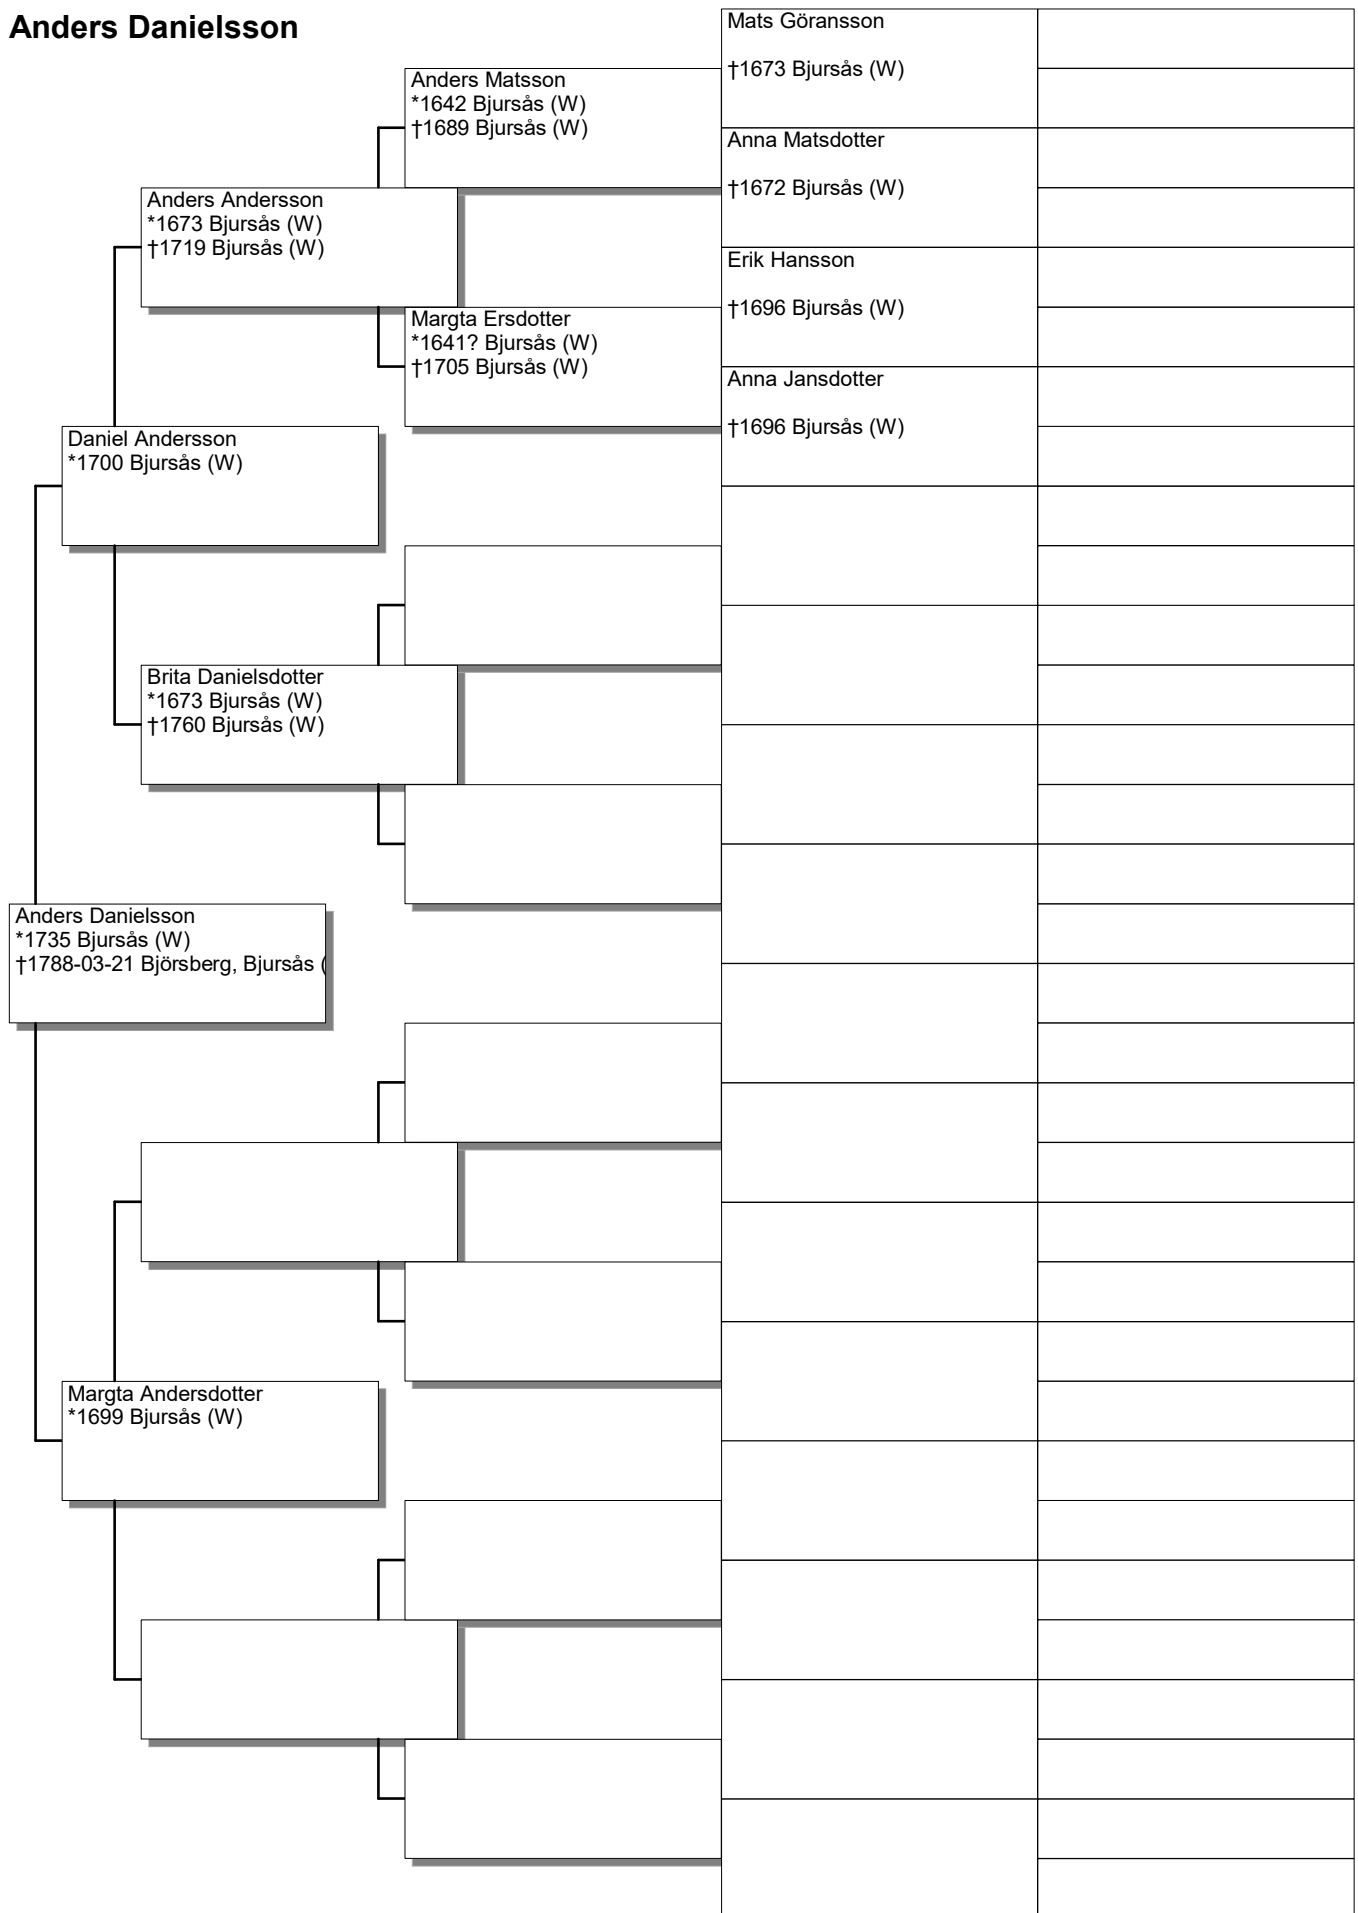 Anders Danielsson
Mats Göransson
†1673 Bjursås (W)
Anders Matsson
*1642 Bjursås (W)
†1689 Bjursås (W)
Anna Matsdotter
†1672 Bjursås (W)
Anders Andersson
*1673 Bjursås (W)
†1719 Bjursås (W)
Erik Hansson
†1696 Bjursås (W)
Margta Ersdotter
*1641? Bjursås (W)
†1705 Bjursås (W)
Anna Jansdotter
†1696 Bjursås (W)
Daniel Andersson
*1700 Bjursås (W)
Brita Danielsdotter
*1673 Bjursås (W)
†1760 Bjursås (W)
Anders Danielsson
*1735 Bjursås (W)
†1788-03-21 Björsberg, Bjursås (
Margta Andersdotter
*1699 Bjursås (W)